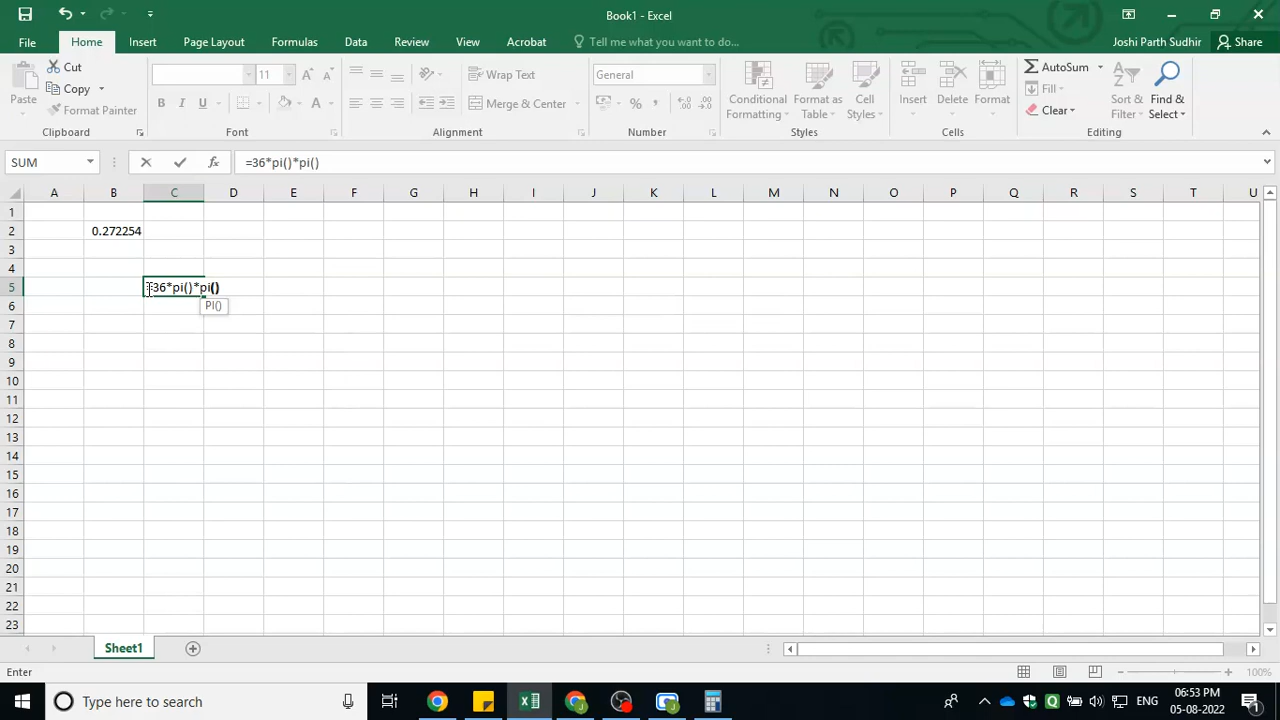 Book1 - Excel
File Home Insert Page Layout Formulas Data Review View Acrobat Tell me what you want to do... Joshi Parth Sudhir Share
Paste
Cut
Copy
Format Painter
11
Wrap Text
Merge & Center
General
Conditional Formatting
Format as Table
Cell Styles
Insert
Delete
Format
AutoSum
Fill
Clear
Sort & Filter
Find & Select
Clipboard Font Alignment Number Styles Cells Editing
SUM fx =36*pi()*pi()
A B C D E F G H I J K L M N O P Q R S T U
1
2 0.272254
3
4
5 =36*pi()*pi()
6 PI()
7
8
9
10
11
12
13
14
15
16
17
18
19
20
21
22
23
Sheet1
Enter 100%
Type here to search ENG 06:53 PM
05-08-2022
1